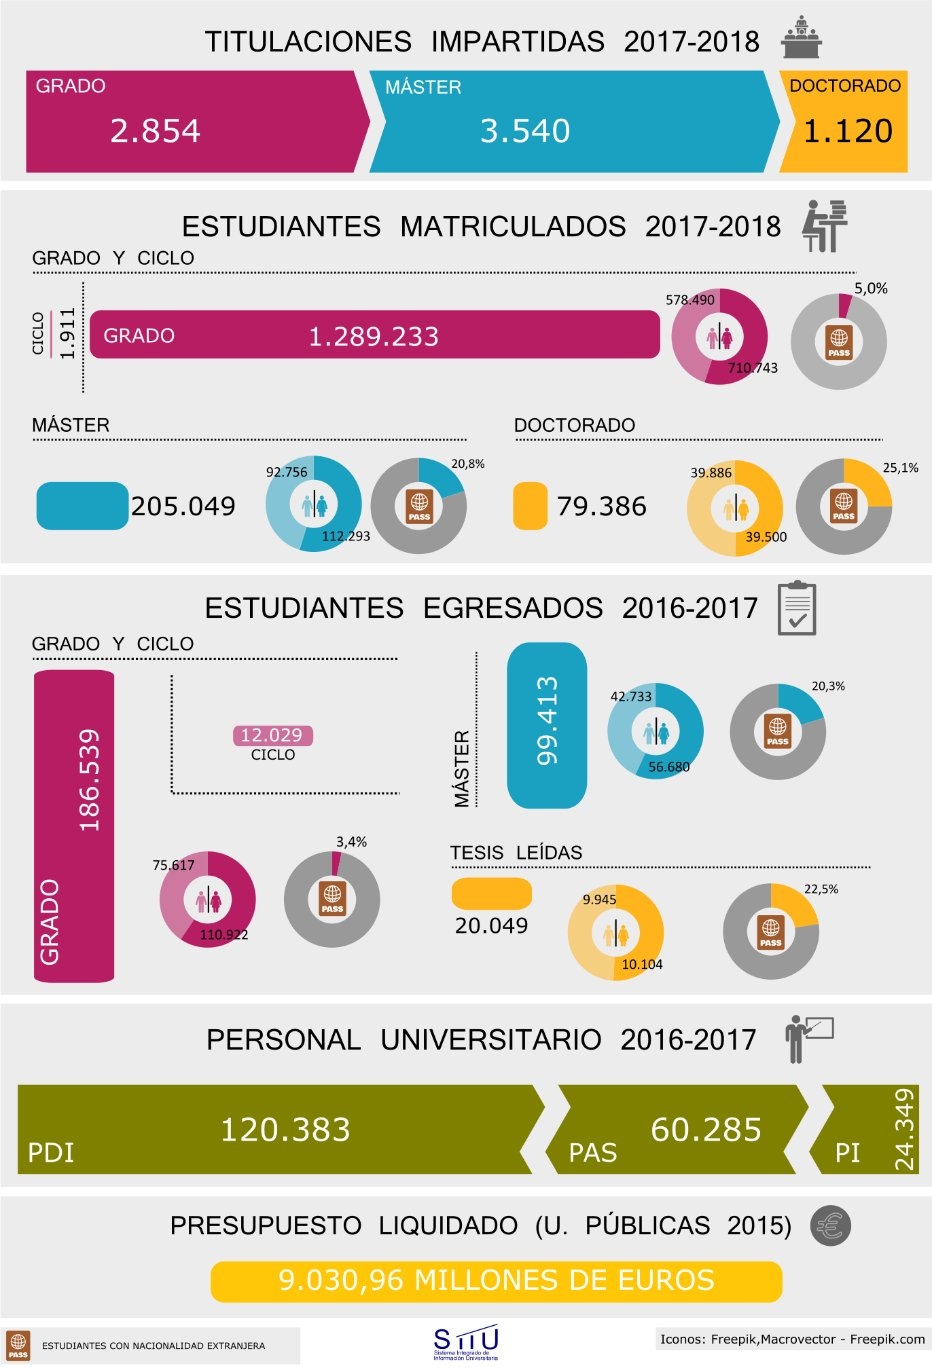 TITULACIONES IMPARTIDAS 2017-2018
GRADO
2.854
MÁSTER
3.540
DOCTORADO
1.120
ESTUDIANTES MATRICULADOS 2017-2018
GRADO Y CICLO
CICLO
1.911
GRADO
1.289.233
578.490
710.743
5,0%
PASS
MÁSTER
205.049
92.756
112.293
20,8%
PASS
DOCTORADO
79.386
39.886
39.500
25,1%
PASS
ESTUDIANTES EGRESADOS 2016-2017
GRADO Y CICLO
GRADO
186.539
12.029
CICLO
75.617
110.922
3,4%
PASS
MÁSTER
99.413
42.733
56.680
20,3%
PASS
TESIS LEÍDAS
20.049
9.945
10.104
22,5%
PASS
PERSONAL UNIVERSITARIO 2016-2017
PDI
120.383
PAS
60.285
PI
24.349
PRESUPUESTO LIQUIDADO (U. PÚBLICAS 2015)
€
9.030,96 MILLONES DE EUROS
PASS
ESTUDIANTES CON NACIONALIDAD EXTRANJERA
SIIU
Sistema Integrado de
Información Universitaria
Iconos: Freepik,Macrovector - Freepik.com